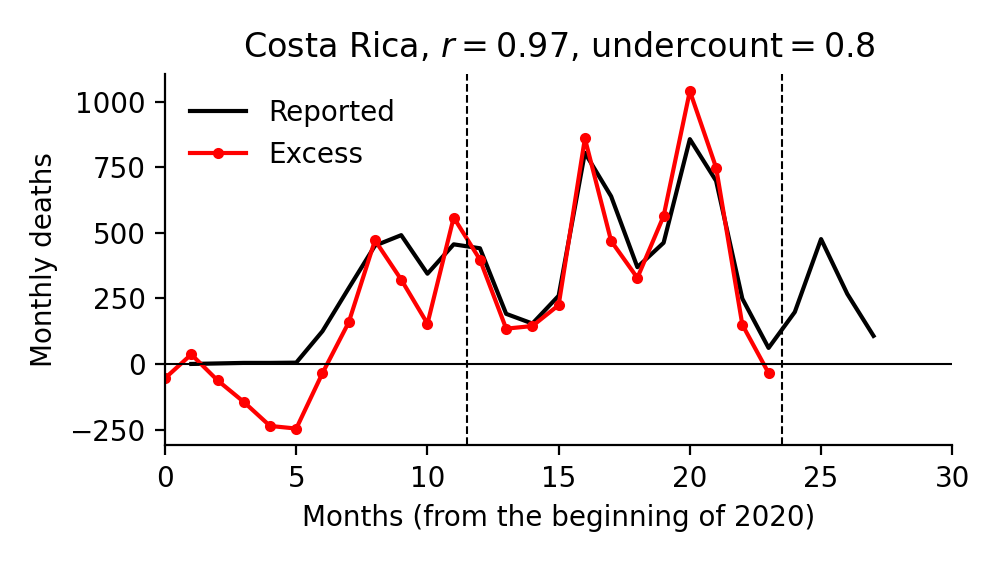 Costa Rica, r = 0.97, undercount = 0.8
Reported
Excess
Monthly deaths
1000
750
500
250
0
−250
0 5 10 15 20 25 30
Months (from the beginning of 2020)